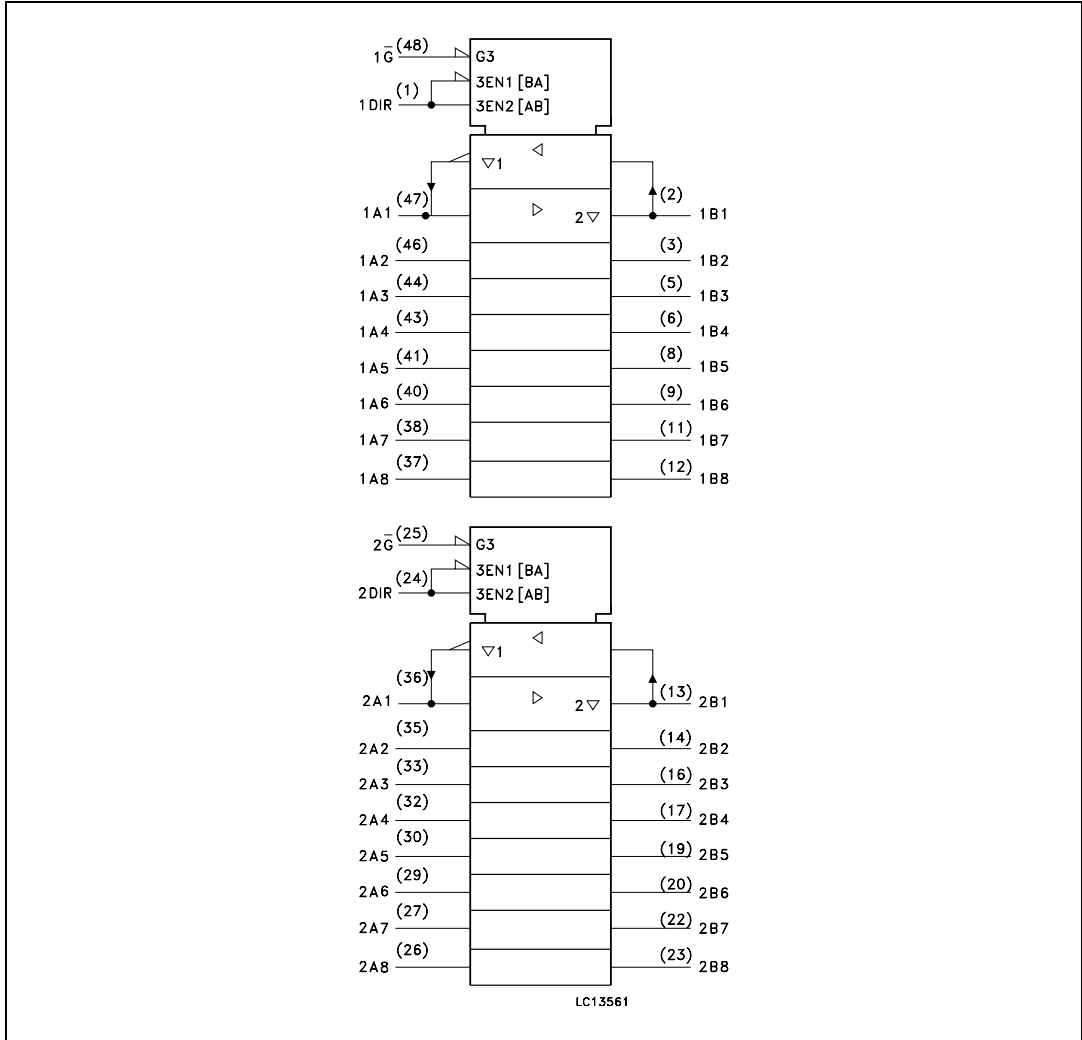 1G̅ (48) G3
3EN1 [BA]
1DIR (1) 3EN2 [AB]
▽1 ◁
1A1 (47) ▷ 2▽ (2) 1B1
1A2 (46) (3) 1B2
1A3 (44) (5) 1B3
1A4 (43) (6) 1B4
1A5 (41) (8) 1B5
1A6 (40) (9) 1B6
1A7 (38) (11) 1B7
1A8 (37) (12) 1B8
2G̅ (25) G3
3EN1 [BA]
2DIR (24) 3EN2 [AB]
▽1 ◁
2A1 (36) ▷ 2▽ (13) 2B1
2A2 (35) (14) 2B2
2A3 (33) (16) 2B3
2A4 (32) (17) 2B4
2A5 (30) (19) 2B5
2A6 (29) (20) 2B6
2A7 (27) (22) 2B7
2A8 (26) (23) 2B8
LC13561